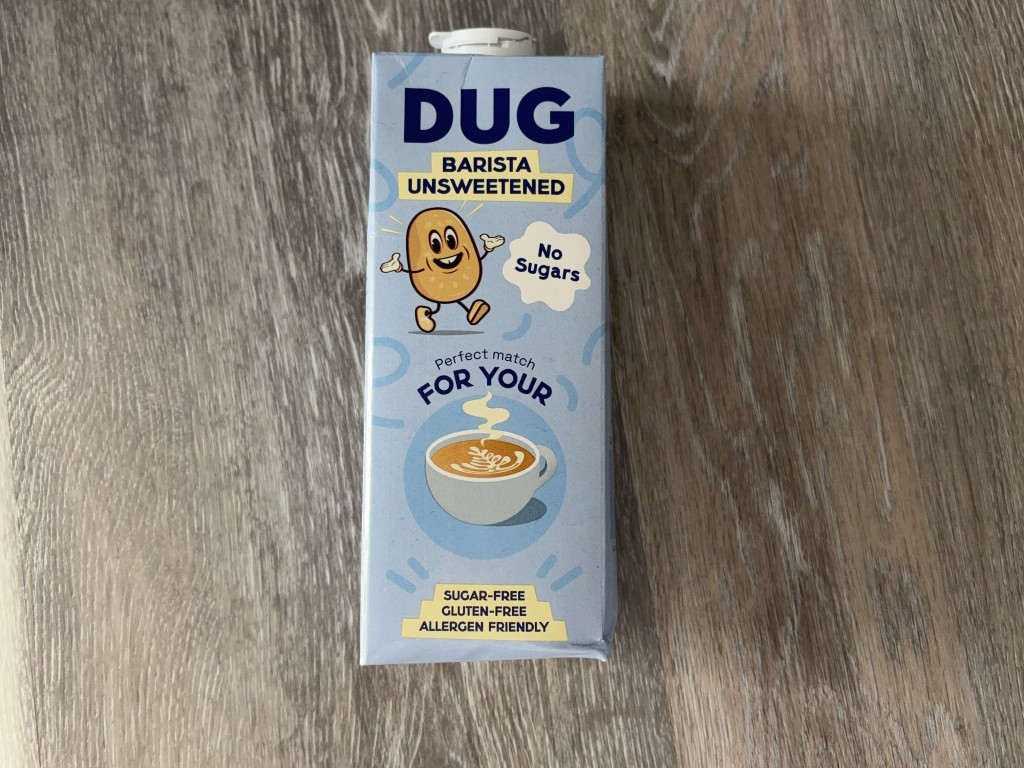 DUG
BARISTA
UNSWEETENED
No
Sugars
Perfect match
FOR YOUR
SUGAR-FREE
GLUTEN-FREE
ALLERGEN FRIENDLY